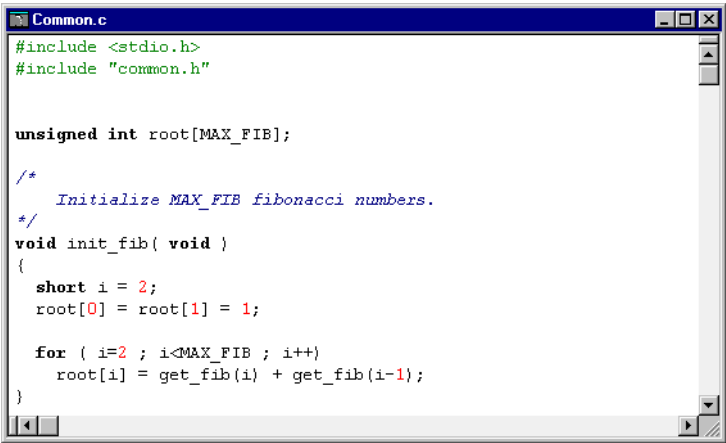 Common.c
#include <stdio.h>
#include "common.h"
unsigned int root[MAX_FIB];
/*
Initialize MAX_FIB fibonacci numbers.
*/
void init_fib( void )
{
short i = 2;
root[0] = root[1] = 1;
for ( i=2 ; i<MAX_FIB ; i++)
root[i] = get_fib(i) + get_fib(i-1);
}